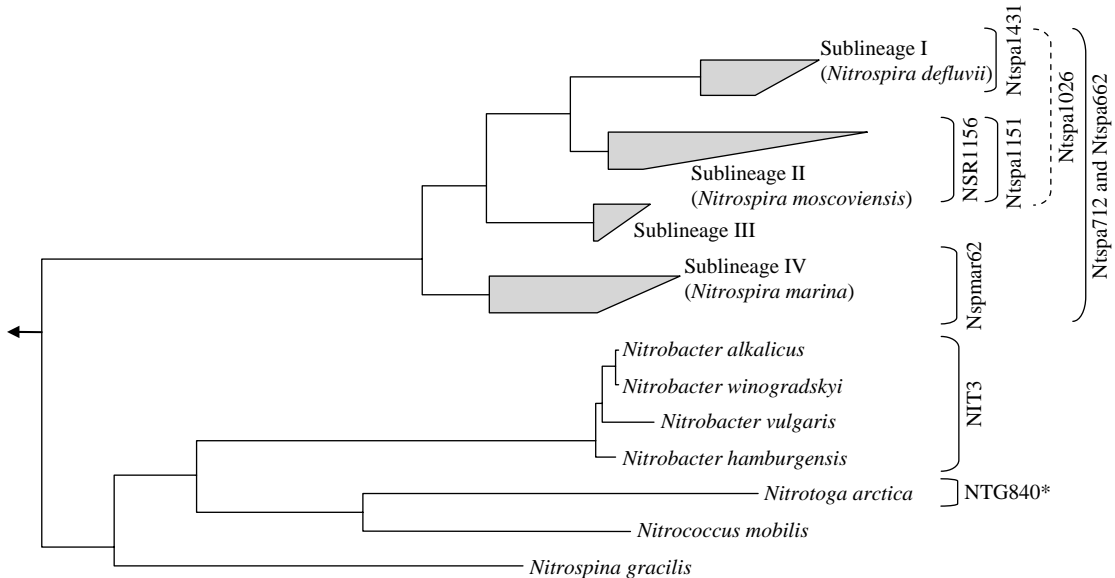 Sublineage I
(Nitrospira defluvii)
Sublineage II
(Nitrospira moscoviensis)
Sublineage III
Sublineage IV
(Nitrospira marina)
Nitrobacter alkalicus
Nitrobacter winogradskyi
Nitrobacter vulgaris
Nitrobacter hamburgensis
Nitrotoga arctica
Nitrococcus mobilis
Nitrospina gracilis
Ntspa1431
NSR1156
Ntspa1151
Ntspa1026
Ntspa712 and Ntspa662
Nspmar62
NIT3
NTG840*